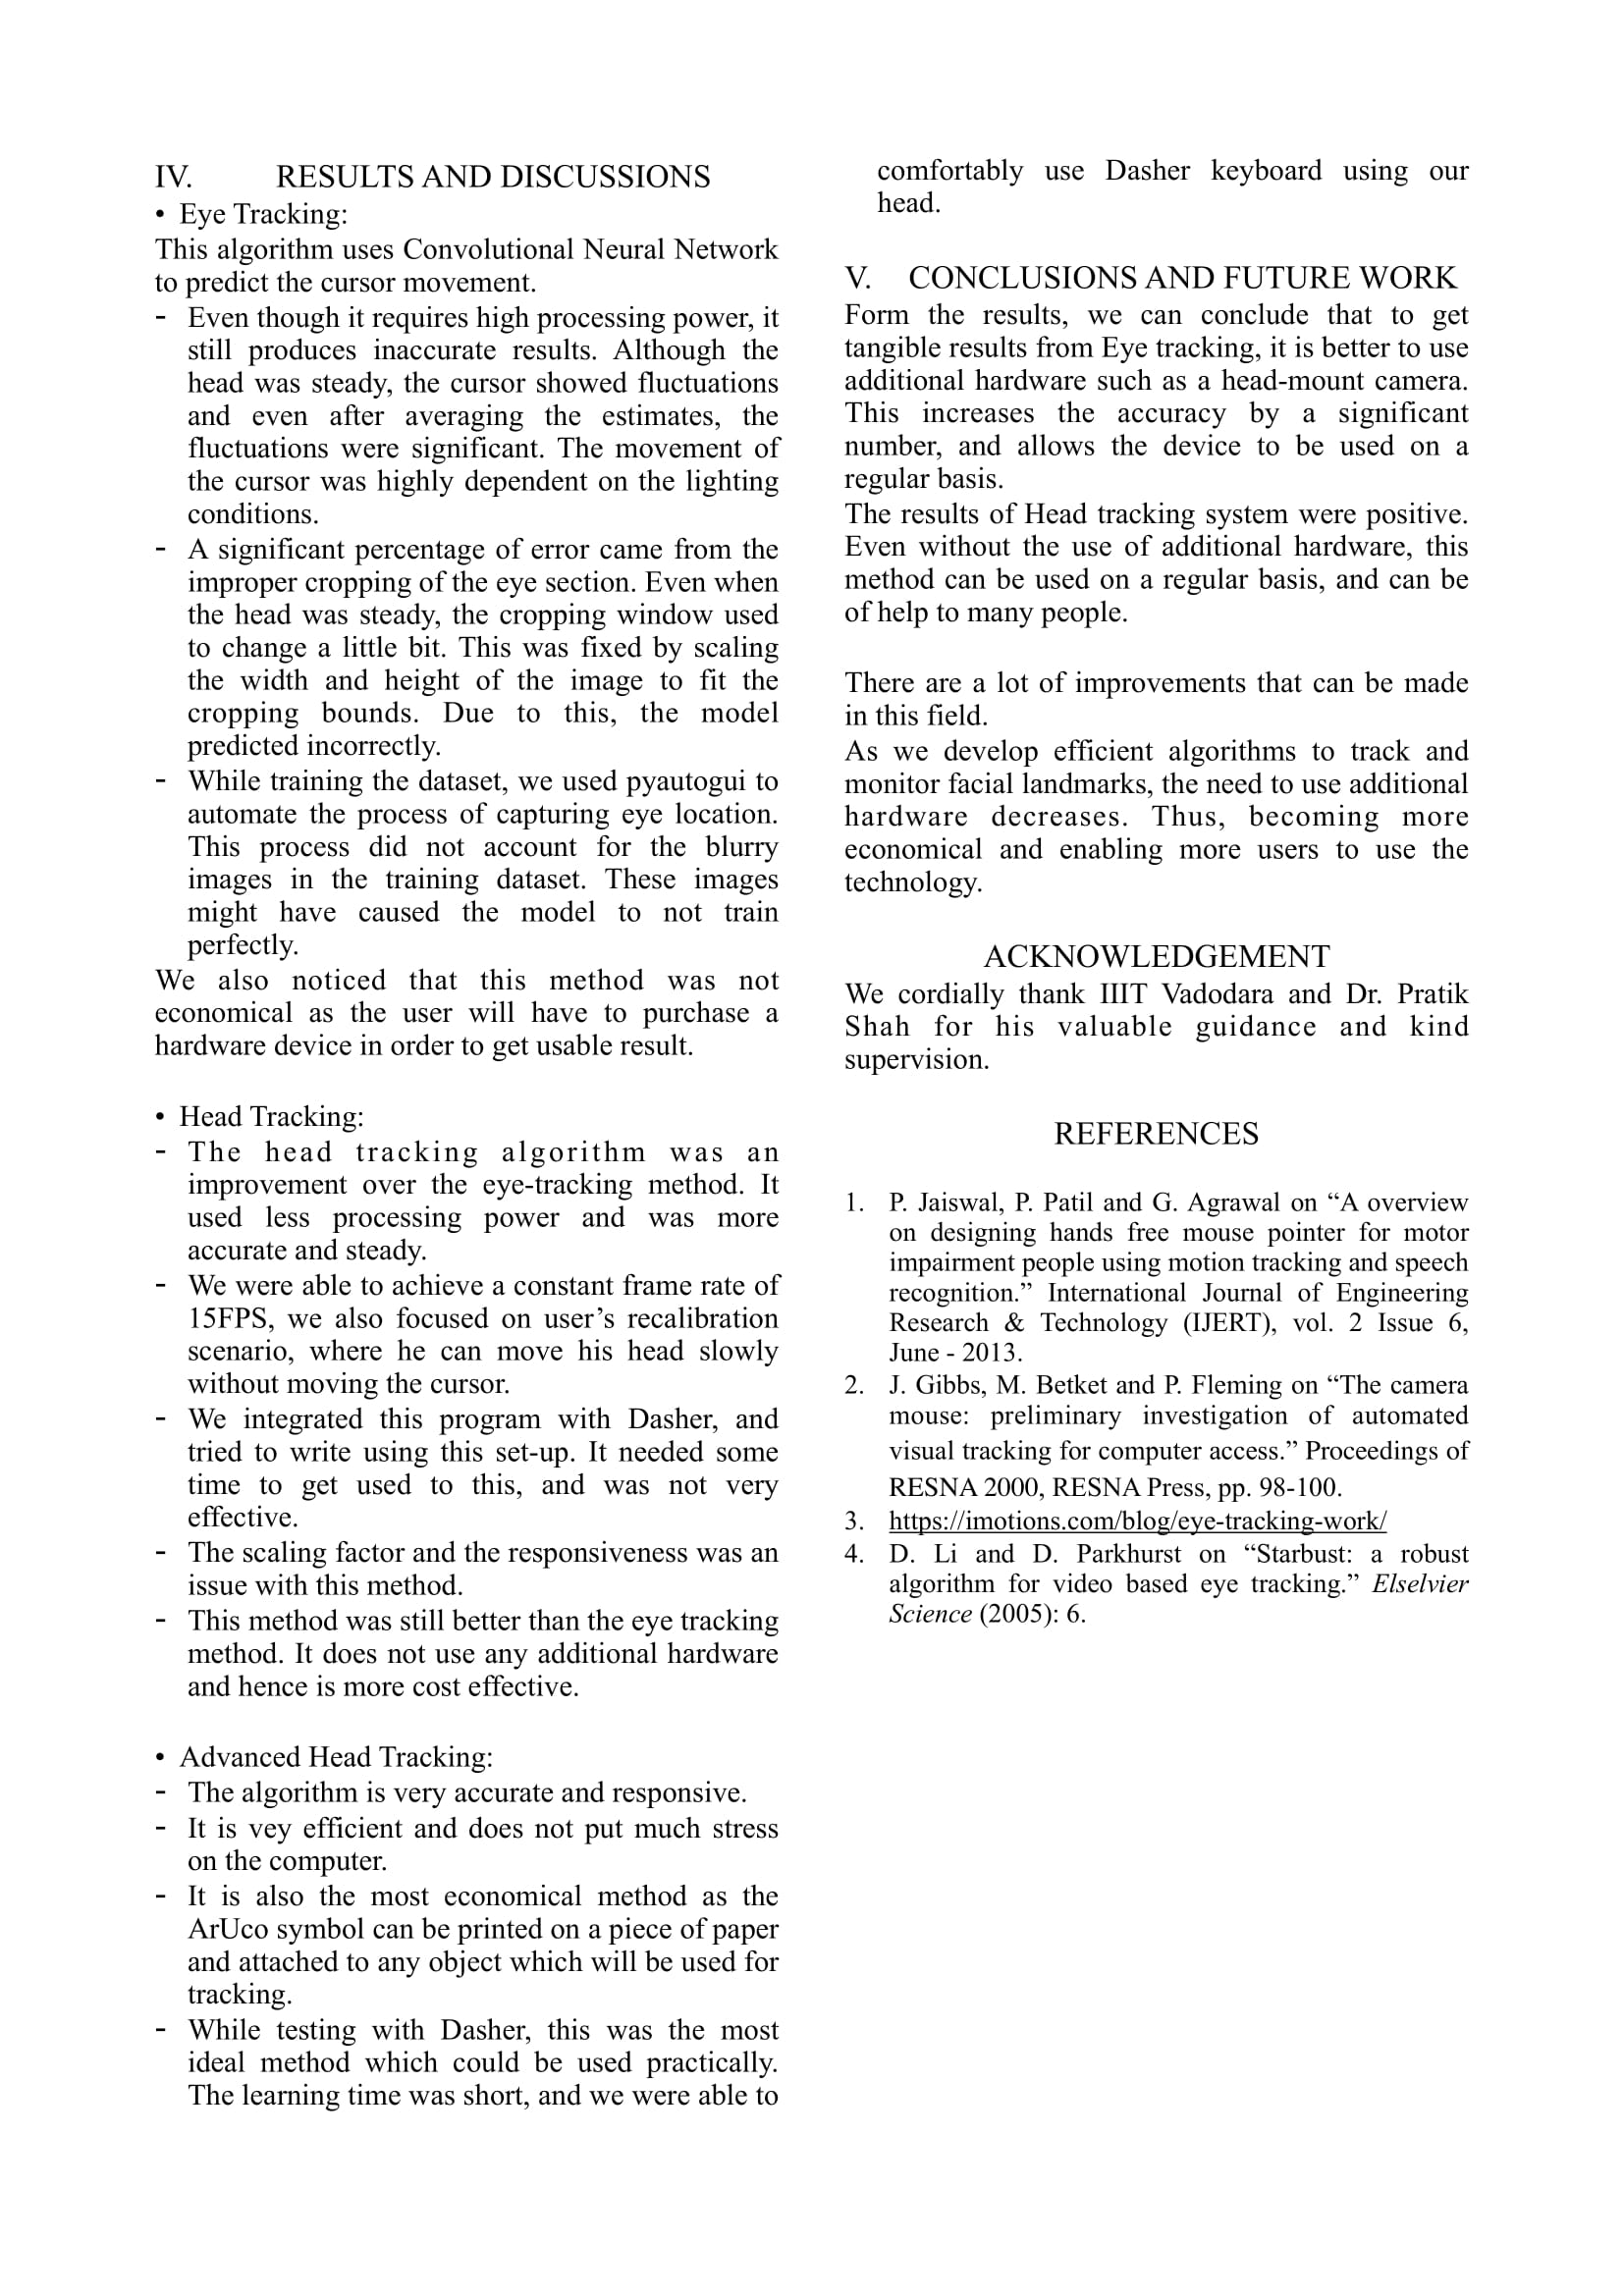 IV. RESULTS AND DISCUSSIONS
• Eye Tracking:
This algorithm uses Convolutional Neural Network
to predict the cursor movement.
- Even though it requires high processing power, it
still produces inaccurate results. Although the
head was steady, the cursor showed fluctuations
and even after averaging the estimates, the
fluctuations were significant. The movement of
the cursor was highly dependent on the lighting
conditions.
- A significant percentage of error came from the
improper cropping of the eye section. Even when
the head was steady, the cropping window used
to change a little bit. This was fixed by scaling
the width and height of the image to fit the
cropping bounds. Due to this, the model
predicted incorrectly.
- While training the dataset, we used pyautogui to
automate the process of capturing eye location.
This process did not account for the blurry
images in the training dataset. These images
might have caused the model to not train
perfectly.
We also noticed that this method was not
economical as the user will have to purchase a
hardware device in order to get usable result.
• Head Tracking:
- The head tracking algorithm was an
improvement over the eye-tracking method. It
used less processing power and was more
accurate and steady.
- We were able to achieve a constant frame rate of
15FPS, we also focused on user’s recalibration
scenario, where he can move his head slowly
without moving the cursor.
- We integrated this program with Dasher, and
tried to write using this set-up. It needed some
time to get used to this, and was not very
effective.
- The scaling factor and the responsiveness was an
issue with this method.
- This method was still better than the eye tracking
method. It does not use any additional hardware
and hence is more cost effective.
• Advanced Head Tracking:
- The algorithm is very accurate and responsive.
- It is vey efficient and does not put much stress
on the computer.
- It is also the most economical method as the
ArUco symbol can be printed on a piece of paper
and attached to any object which will be used for
tracking.
- While testing with Dasher, this was the most
ideal method which could be used practically.
The learning time was short, and we were able to
comfortably use Dasher keyboard using our
head.
V. CONCLUSIONS AND FUTURE WORK
Form the results, we can conclude that to get
tangible results from Eye tracking, it is better to use
additional hardware such as a head-mount camera.
This increases the accuracy by a significant
number, and allows the device to be used on a
regular basis.
The results of Head tracking system were positive.
Even without the use of additional hardware, this
method can be used on a regular basis, and can be
of help to many people.
There are a lot of improvements that can be made
in this field.
As we develop efficient algorithms to track and
monitor facial landmarks, the need to use additional
hardware decreases. Thus, becoming more
economical and enabling more users to use the
technology.
ACKNOWLEDGEMENT
We cordially thank IIIT Vadodara and Dr. Pratik
Shah for his valuable guidance and kind
supervision.
REFERENCES
1. P. Jaiswal, P. Patil and G. Agrawal on “A overview
on designing hands free mouse pointer for motor
impairment people using motion tracking and speech
recognition.” International Journal of Engineering
Research & Technology (IJERT), vol. 2 Issue 6,
June - 2013.
2. J. Gibbs, M. Betket and P. Fleming on “The camera
mouse: preliminary investigation of automated
visual tracking for computer access.” Proceedings of
RESNA 2000, RESNA Press, pp. 98-100.
3. https://imotions.com/blog/eye-tracking-work/
4. D. Li and D. Parkhurst on “Starbust: a robust
algorithm for video based eye tracking.” Elselvier
Science (2005): 6.